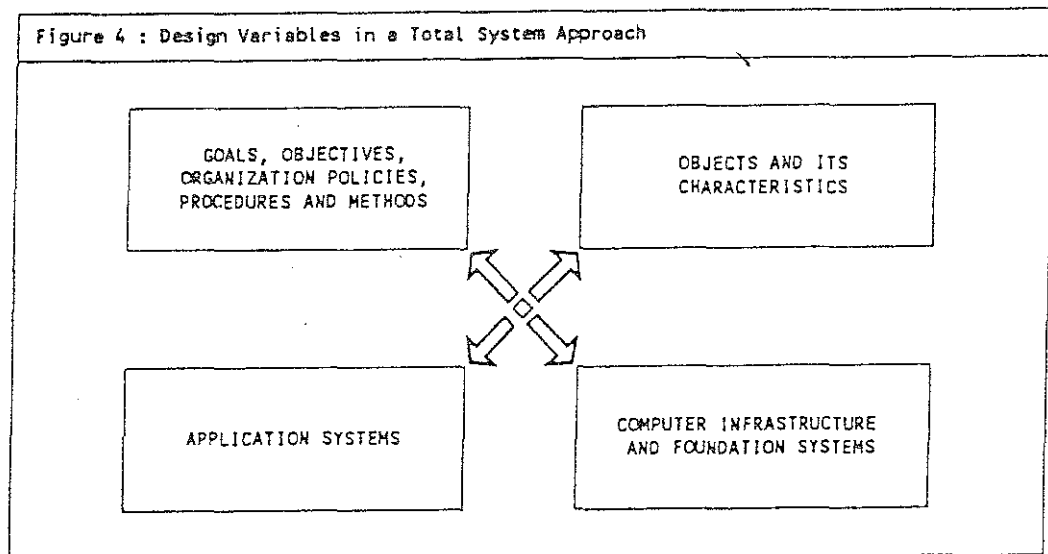 Figure 4 : Design Variables in a Total System Approach
GOALS, OBJECTIVES,
ORGANIZATION POLICIES,
PROCEDURES AND METHODS
OBJECTS AND ITS
CHARACTERISTICS
APPLICATION SYSTEMS
COMPUTER INFRASTRUCTURE
AND FOUNDATION SYSTEMS